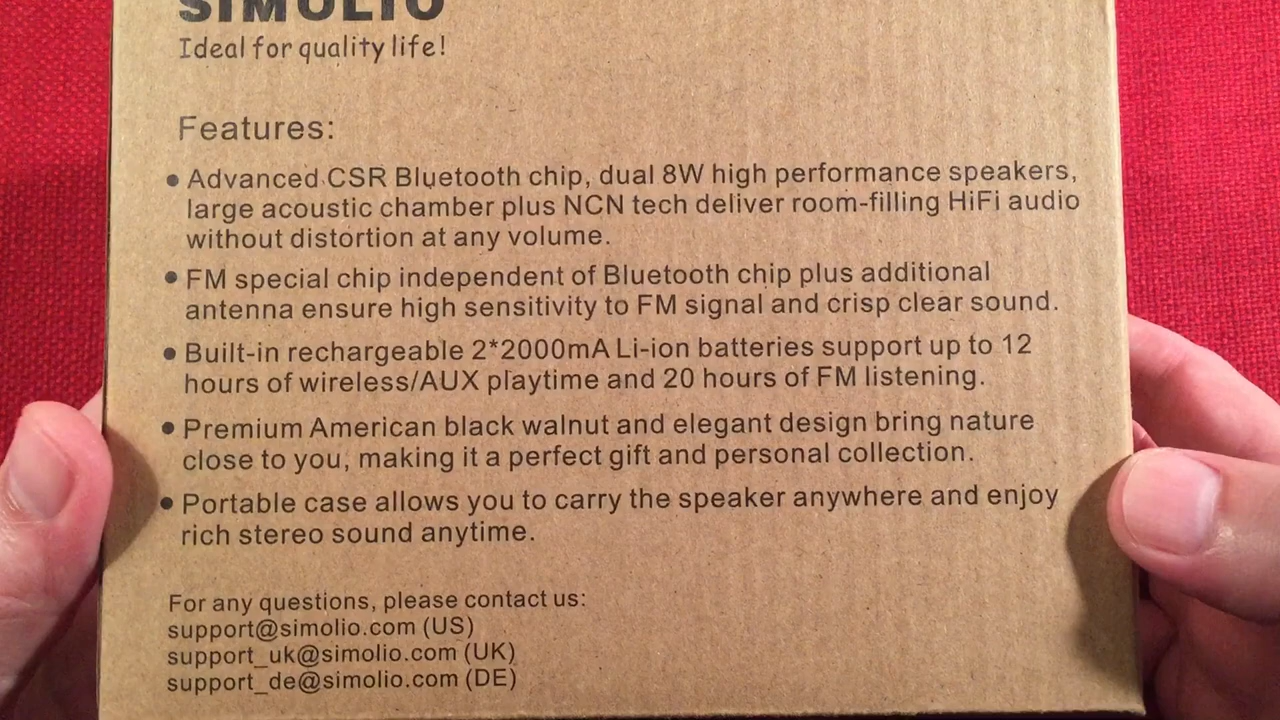 SIMOLIO
Ideal for quality life!
Features:
• Advanced CSR Bluetooth chip, dual 8W high performance speakers,
large acoustic chamber plus NCN tech deliver room-filling HiFi audio
without distortion at any volume.
• FM special chip independent of Bluetooth chip plus additional
antenna ensure high sensitivity to FM signal and crisp clear sound.
• Built-in rechargeable 2*2000mA Li-ion batteries support up to 12
hours of wireless/AUX playtime and 20 hours of FM listening.
• Premium American black walnut and elegant design bring nature
close to you, making it a perfect gift and personal collection.
• Portable case allows you to carry the speaker anywhere and enjoy
rich stereo sound anytime.
For any questions, please contact us:
support@simolio.com (US)
support_uk@simolio.com (UK)
support_de@simolio.com (DE)